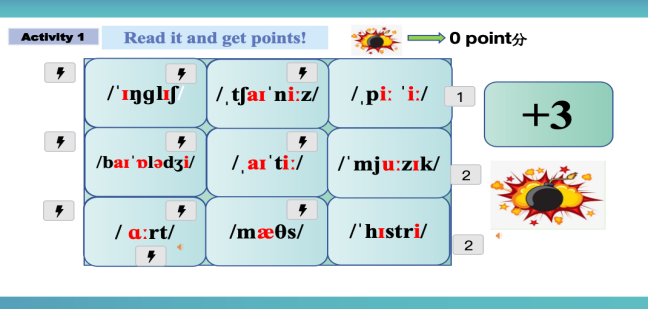 Activity 1 Read it and get points! 0 point分
/ˈɪŋglɪʃ/ /ˌtʃaɪˈniːz/ /ˌpiː ˈiː/ 1
+3
/baɪˈɒlədʒi/ /ˌaɪˈtiː/ /ˈmjuːzɪk/ 2
/ ɑːrt/ /mæθs/ /ˈhɪstri/ 2